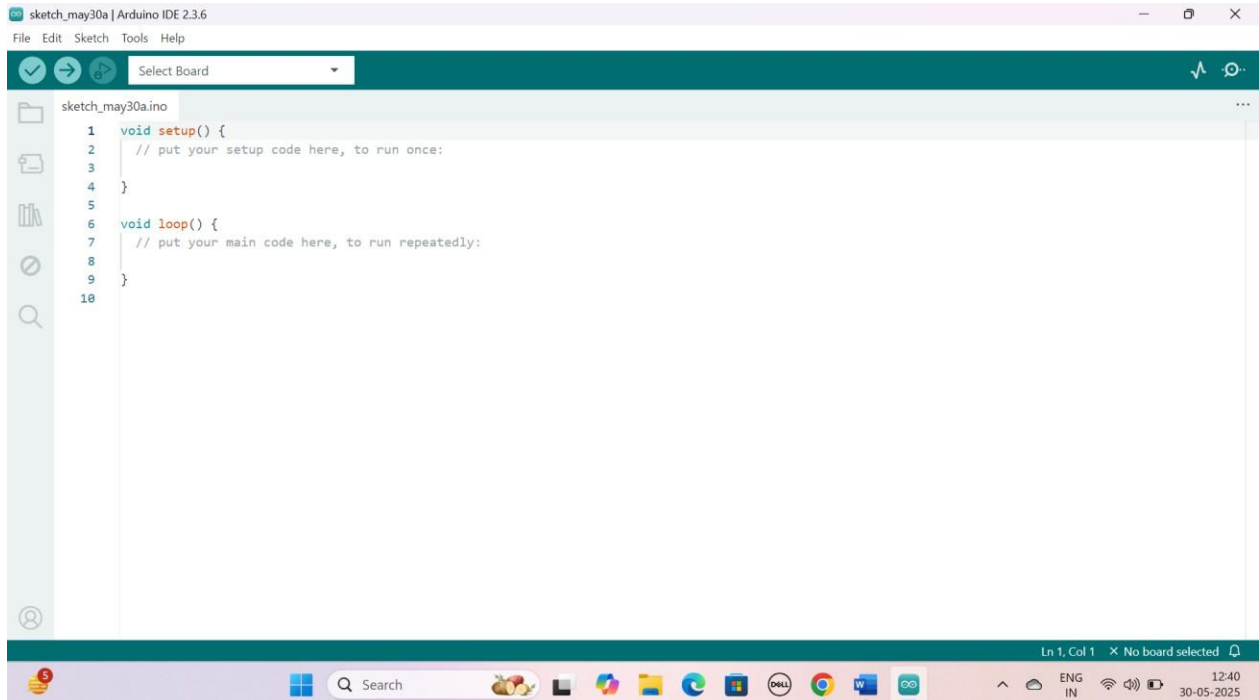 sketch_may30a | Arduino IDE 2.3.6
File Edit Sketch Tools Help
Select Board
sketch_may30a.ino
1 void setup() {
2 // put your setup code here, to run once:
3
4 }
5
6 void loop() {
7 // put your main code here, to run repeatedly:
8
9 }
10
Ln 1, Col 1 × No board selected
5
Search
DELL
W
ENG
IN
12:40
30-05-2025